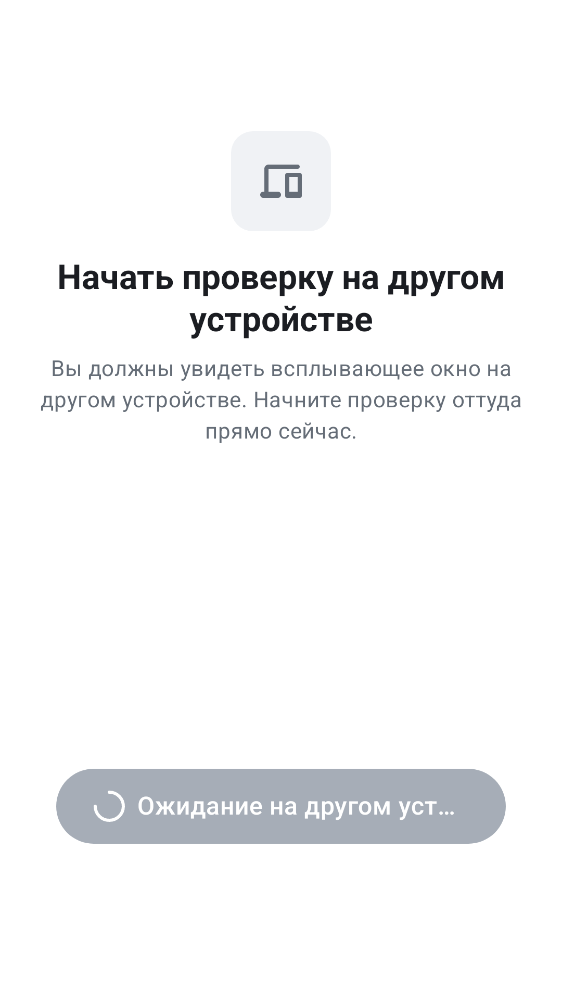 Начать проверку на другом
устройстве
Вы должны увидеть всплывающее окно на
другом устройстве. Начните проверку оттуда
прямо сейчас.
Ожидание на другом уст…